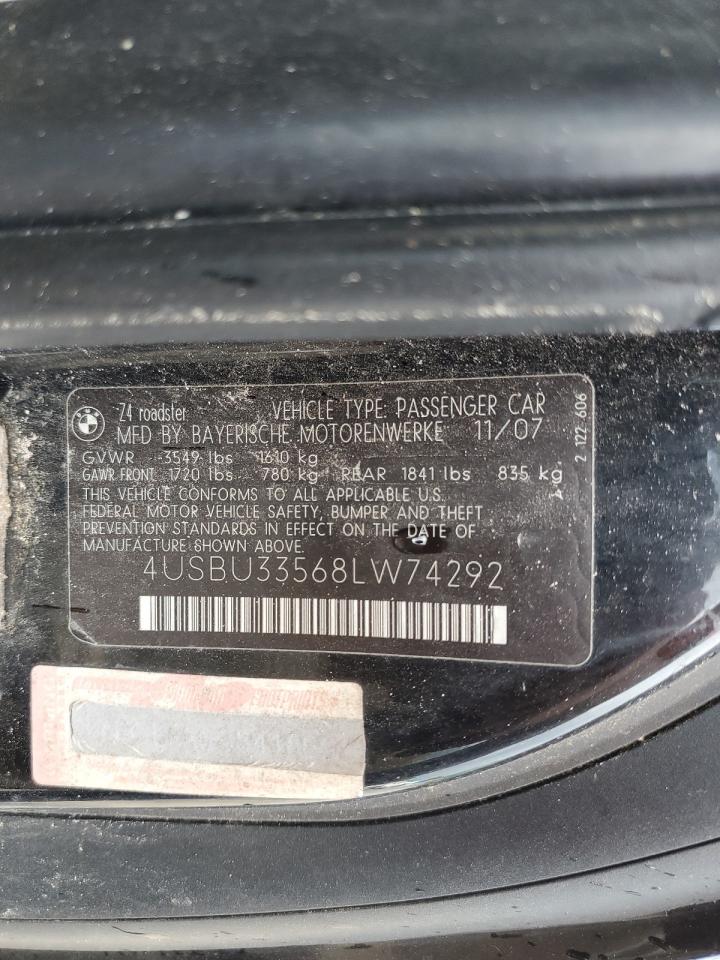 Z4 roadster VEHICLE TYPE: PASSENGER CAR
MFD BY BAYERISCHE MOTORENWERKE 11/07
GVWR 3549 lbs 1610 kg
GAWR FRONT: 1720 lbs 780 kg REAR 1841 lbs 835 kg
THIS VEHICLE CONFORMS TO ALL APPLICABLE U.S.
FEDERAL MOTOR VEHICLE SAFETY, BUMPER AND THEFT
PREVENTION STANDARDS IN EFFECT ON THE DATE OF
MANUFACTURE SHOWN ABOVE.
A
4USBU33568LW74292
2 122 606